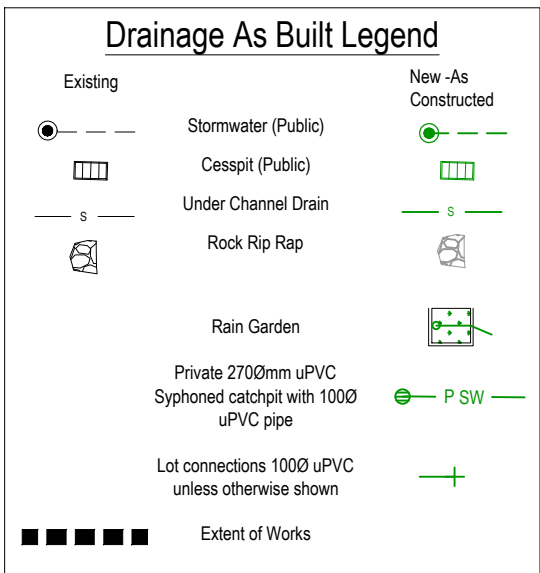 Drainage As Built Legend
Existing
New -As
Constructed
Stormwater (Public)
Cesspit (Public)
S
Under Channel Drain
S
Rock Rip Rap
Rain Garden
Private 270Ømm uPVC
Syphoned catchpit with 100Ø
uPVC pipe
P SW
Lot connections 100Ø uPVC
unless otherwise shown
Extent of Works